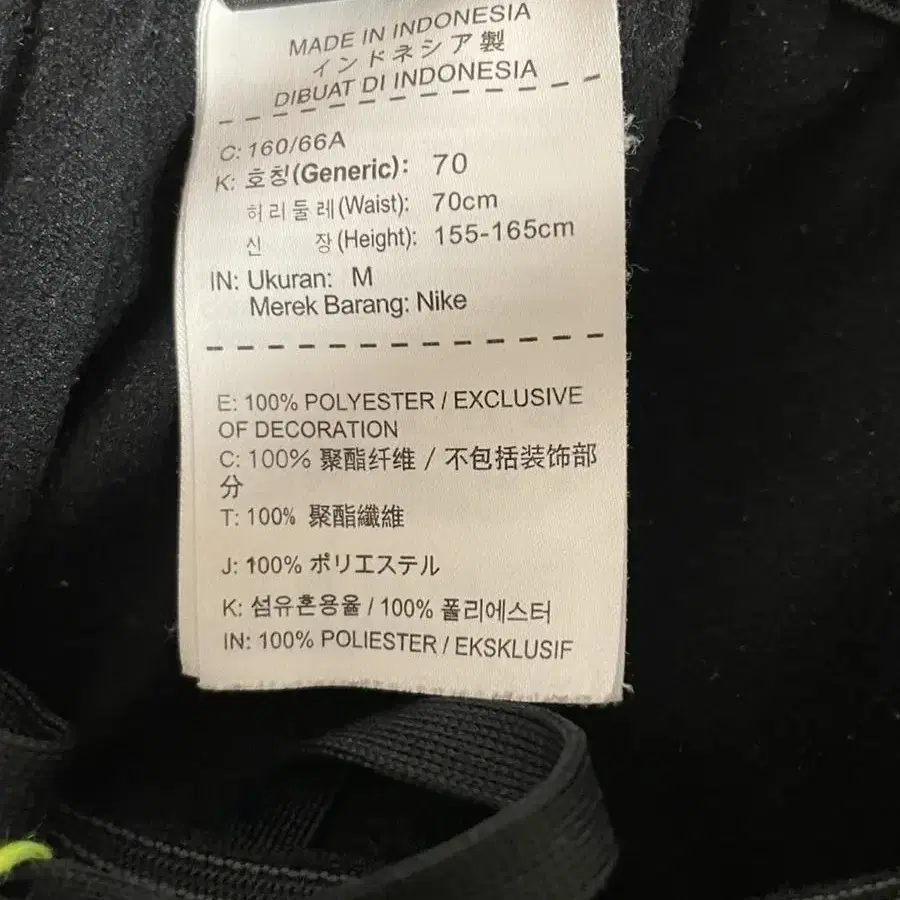 MADE IN INDONESIA
インドネシア製
DIBUAT DI INDONESIA
C: 160/66A
K: 호칭(Generic): 70
허리둘레(Waist): 70cm
신 장(Height): 155-165cm
IN: Ukuran: M
Merek Barang: Nike
E: 100% POLYESTER / EXCLUSIVE
OF DECORATION
C: 100% 聚酯纤维 / 不包括装饰部
分
T: 100% 聚酯纖維
J: 100% ポリエステル
K: 섬유혼용율 / 100% 폴리에스터
IN: 100% POLIESTER / EKSKLUSIF